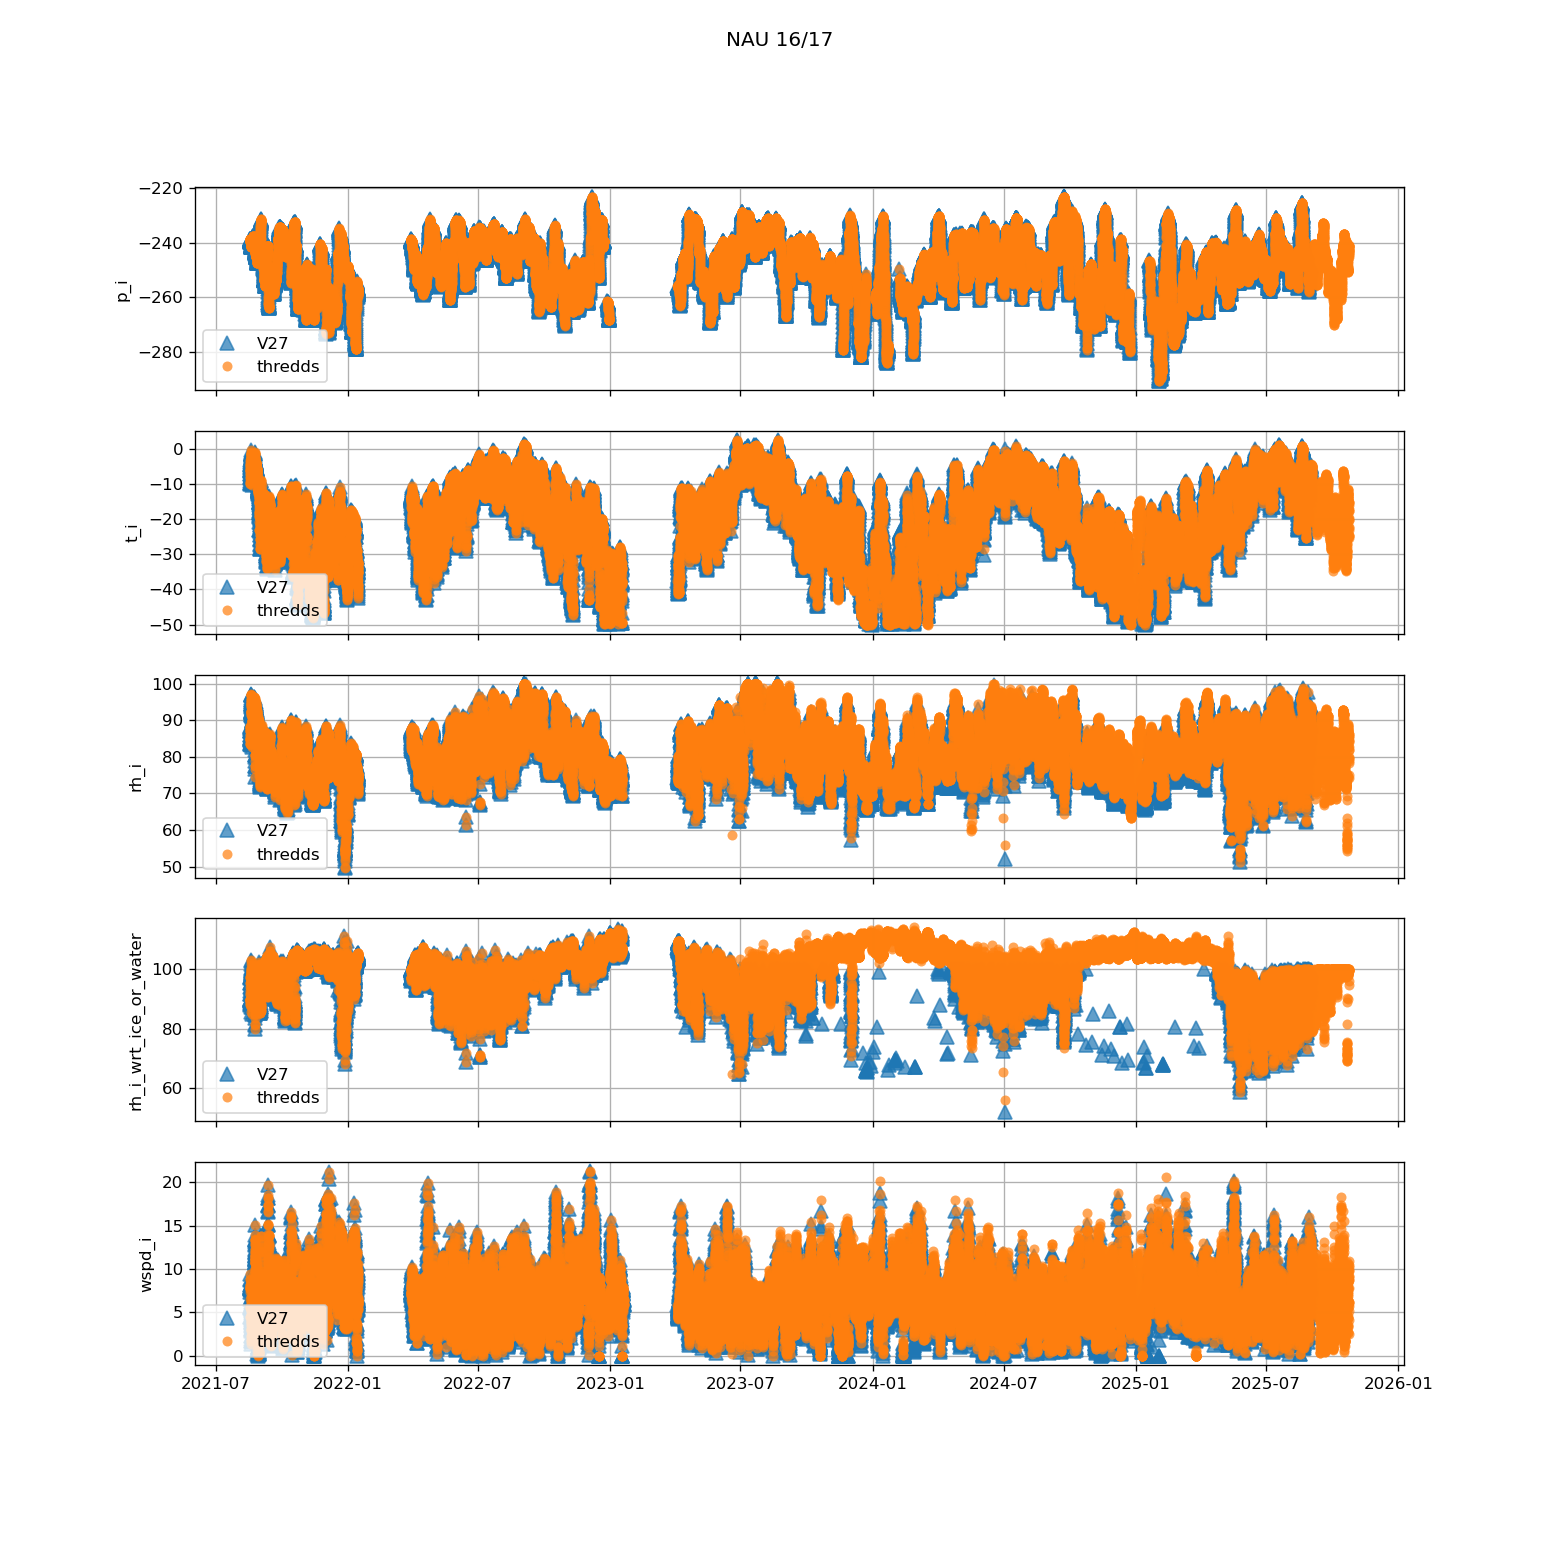 NAU 16/17
−220
−240
−260
−280
p_i
V27
thredds
0
−10
−20
−30
−40
−50
t_i
V27
thredds
100
90
80
70
60
50
rh_i
V27
thredds
100
80
60
rh_i_wrt_ice_or_water
V27
thredds
20
15
10
5
0
wspd_i
V27
thredds
2021-07 2022-01 2022-07 2023-01 2023-07 2024-01 2024-07 2025-01 2025-07 2026-01